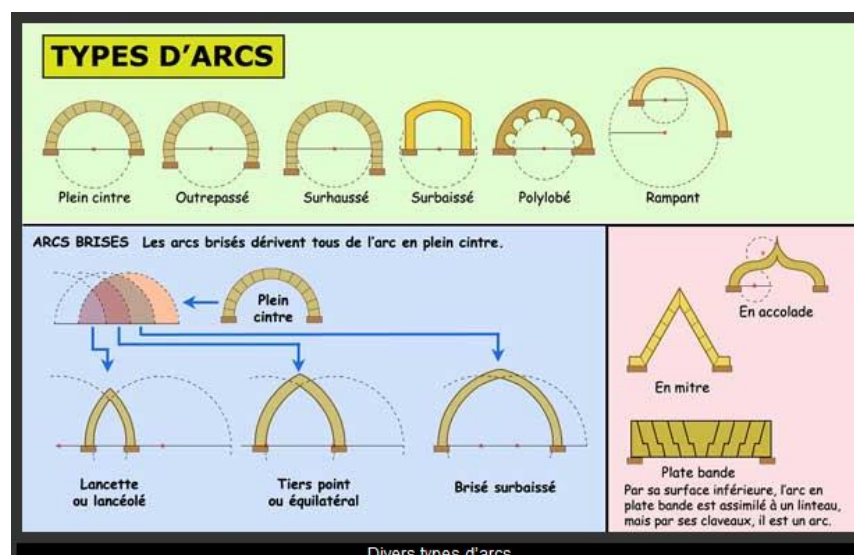 TYPES D'ARCS
Plein cintre
Outrepassé
Surhaussé
Surbaissé
Polylobé
Rampant
ARCS BRISES Les arcs brisés dérivent tous de l'arc en plein cintre.
Plein
cintre
Lancette
ou lancéolé
Tiers point
ou équilatéral
Brisé surbaissé
En accolade
En mitre
Plate bande
Par sa surface inférieure, l'arc en
plate bande est assimilé à un linteau,
mais par ses claveaux, il est un arc.
Divers types d'arcs